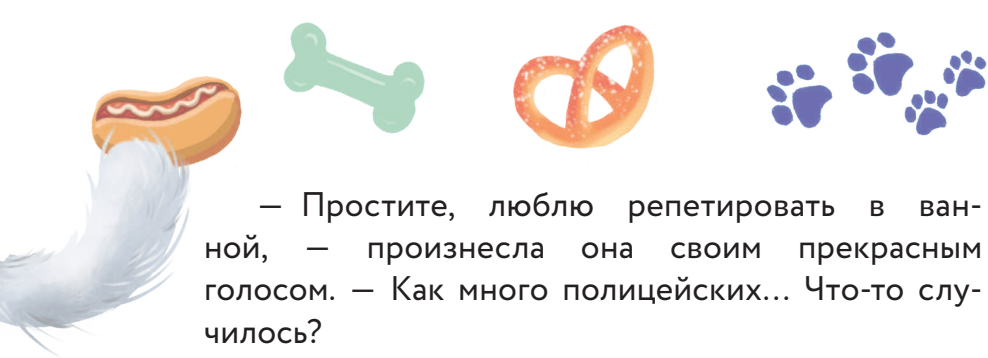 — Простите, люблю репетировать в ван-
ной, — произнесла она своим прекрасным
голосом. — Как много полицейских... Что-то слу-
чилось?